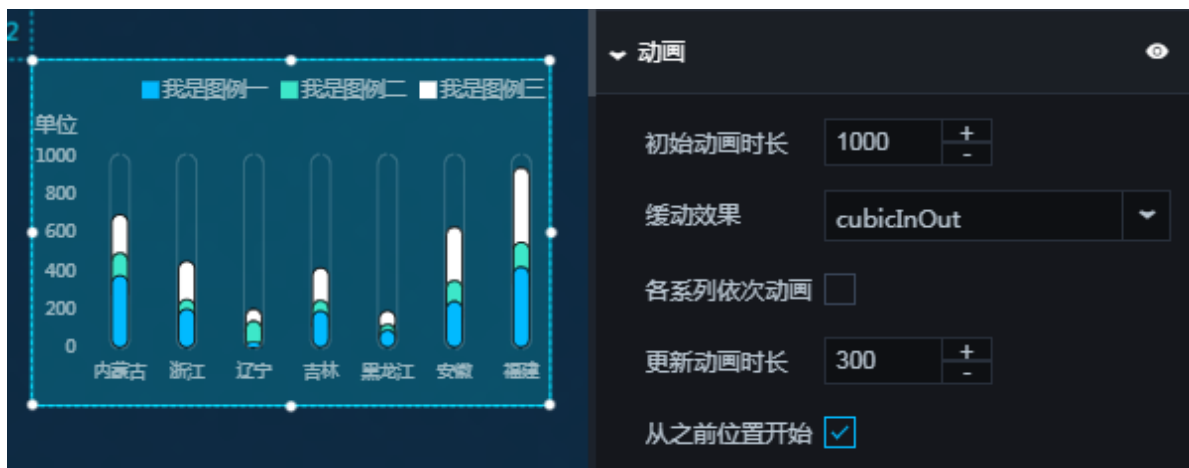 2
我是图例一 我是图例二 我是图例三
单位
1000
800
600
400
200
0
内蒙古 浙江 辽宁 吉林 黑龙江 安徽 福建
动画
初始动画时长 1000 + -
缓动效果 cubicInOut
各系列依次动画
更新动画时长 300 + -
从之前位置开始